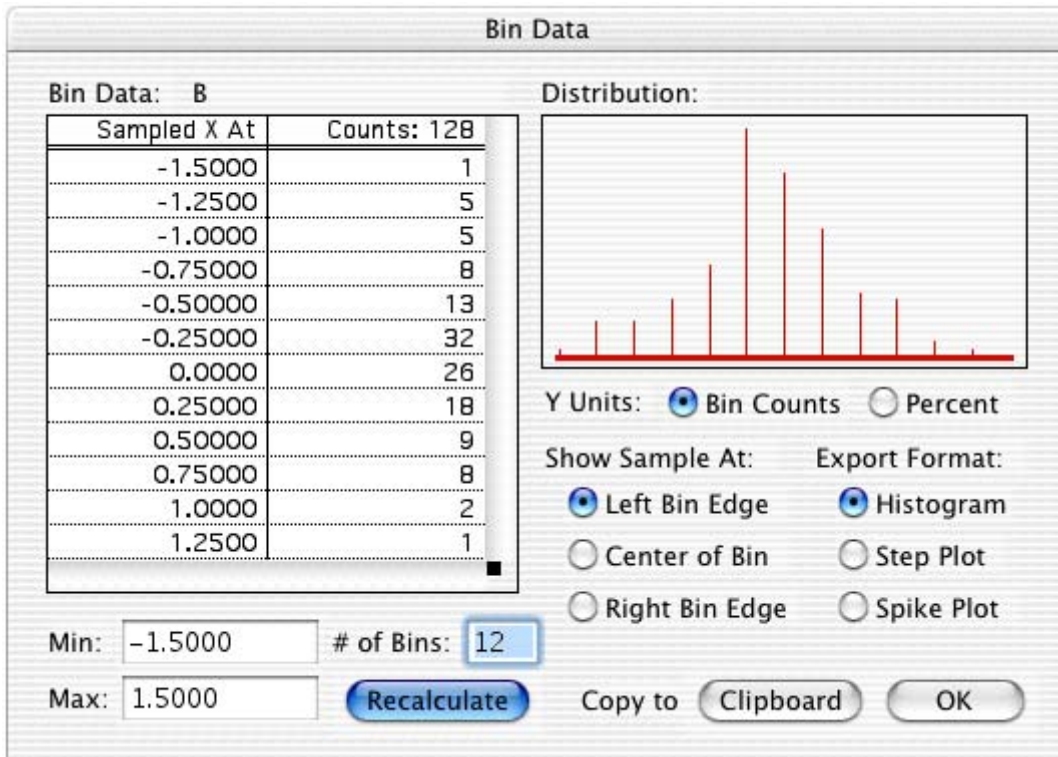 Bin Data
Bin Data: B
Sampled X At Counts: 128
-1.5000 1
-1.2500 5
-1.0000 5
-0.75000 8
-0.50000 13
-0.25000 32
0.0000 26
0.25000 18
0.50000 9
0.75000 8
1.0000 2
1.2500 1
Min: -1.5000 # of Bins: 12
Max: 1.5000 Recalculate
Distribution:
Y Units: Bin Counts Percent
Show Sample At: Export Format:
Left Bin Edge Histogram
Center of Bin Step Plot
Right Bin Edge Spike Plot
Copy to Clipboard OK